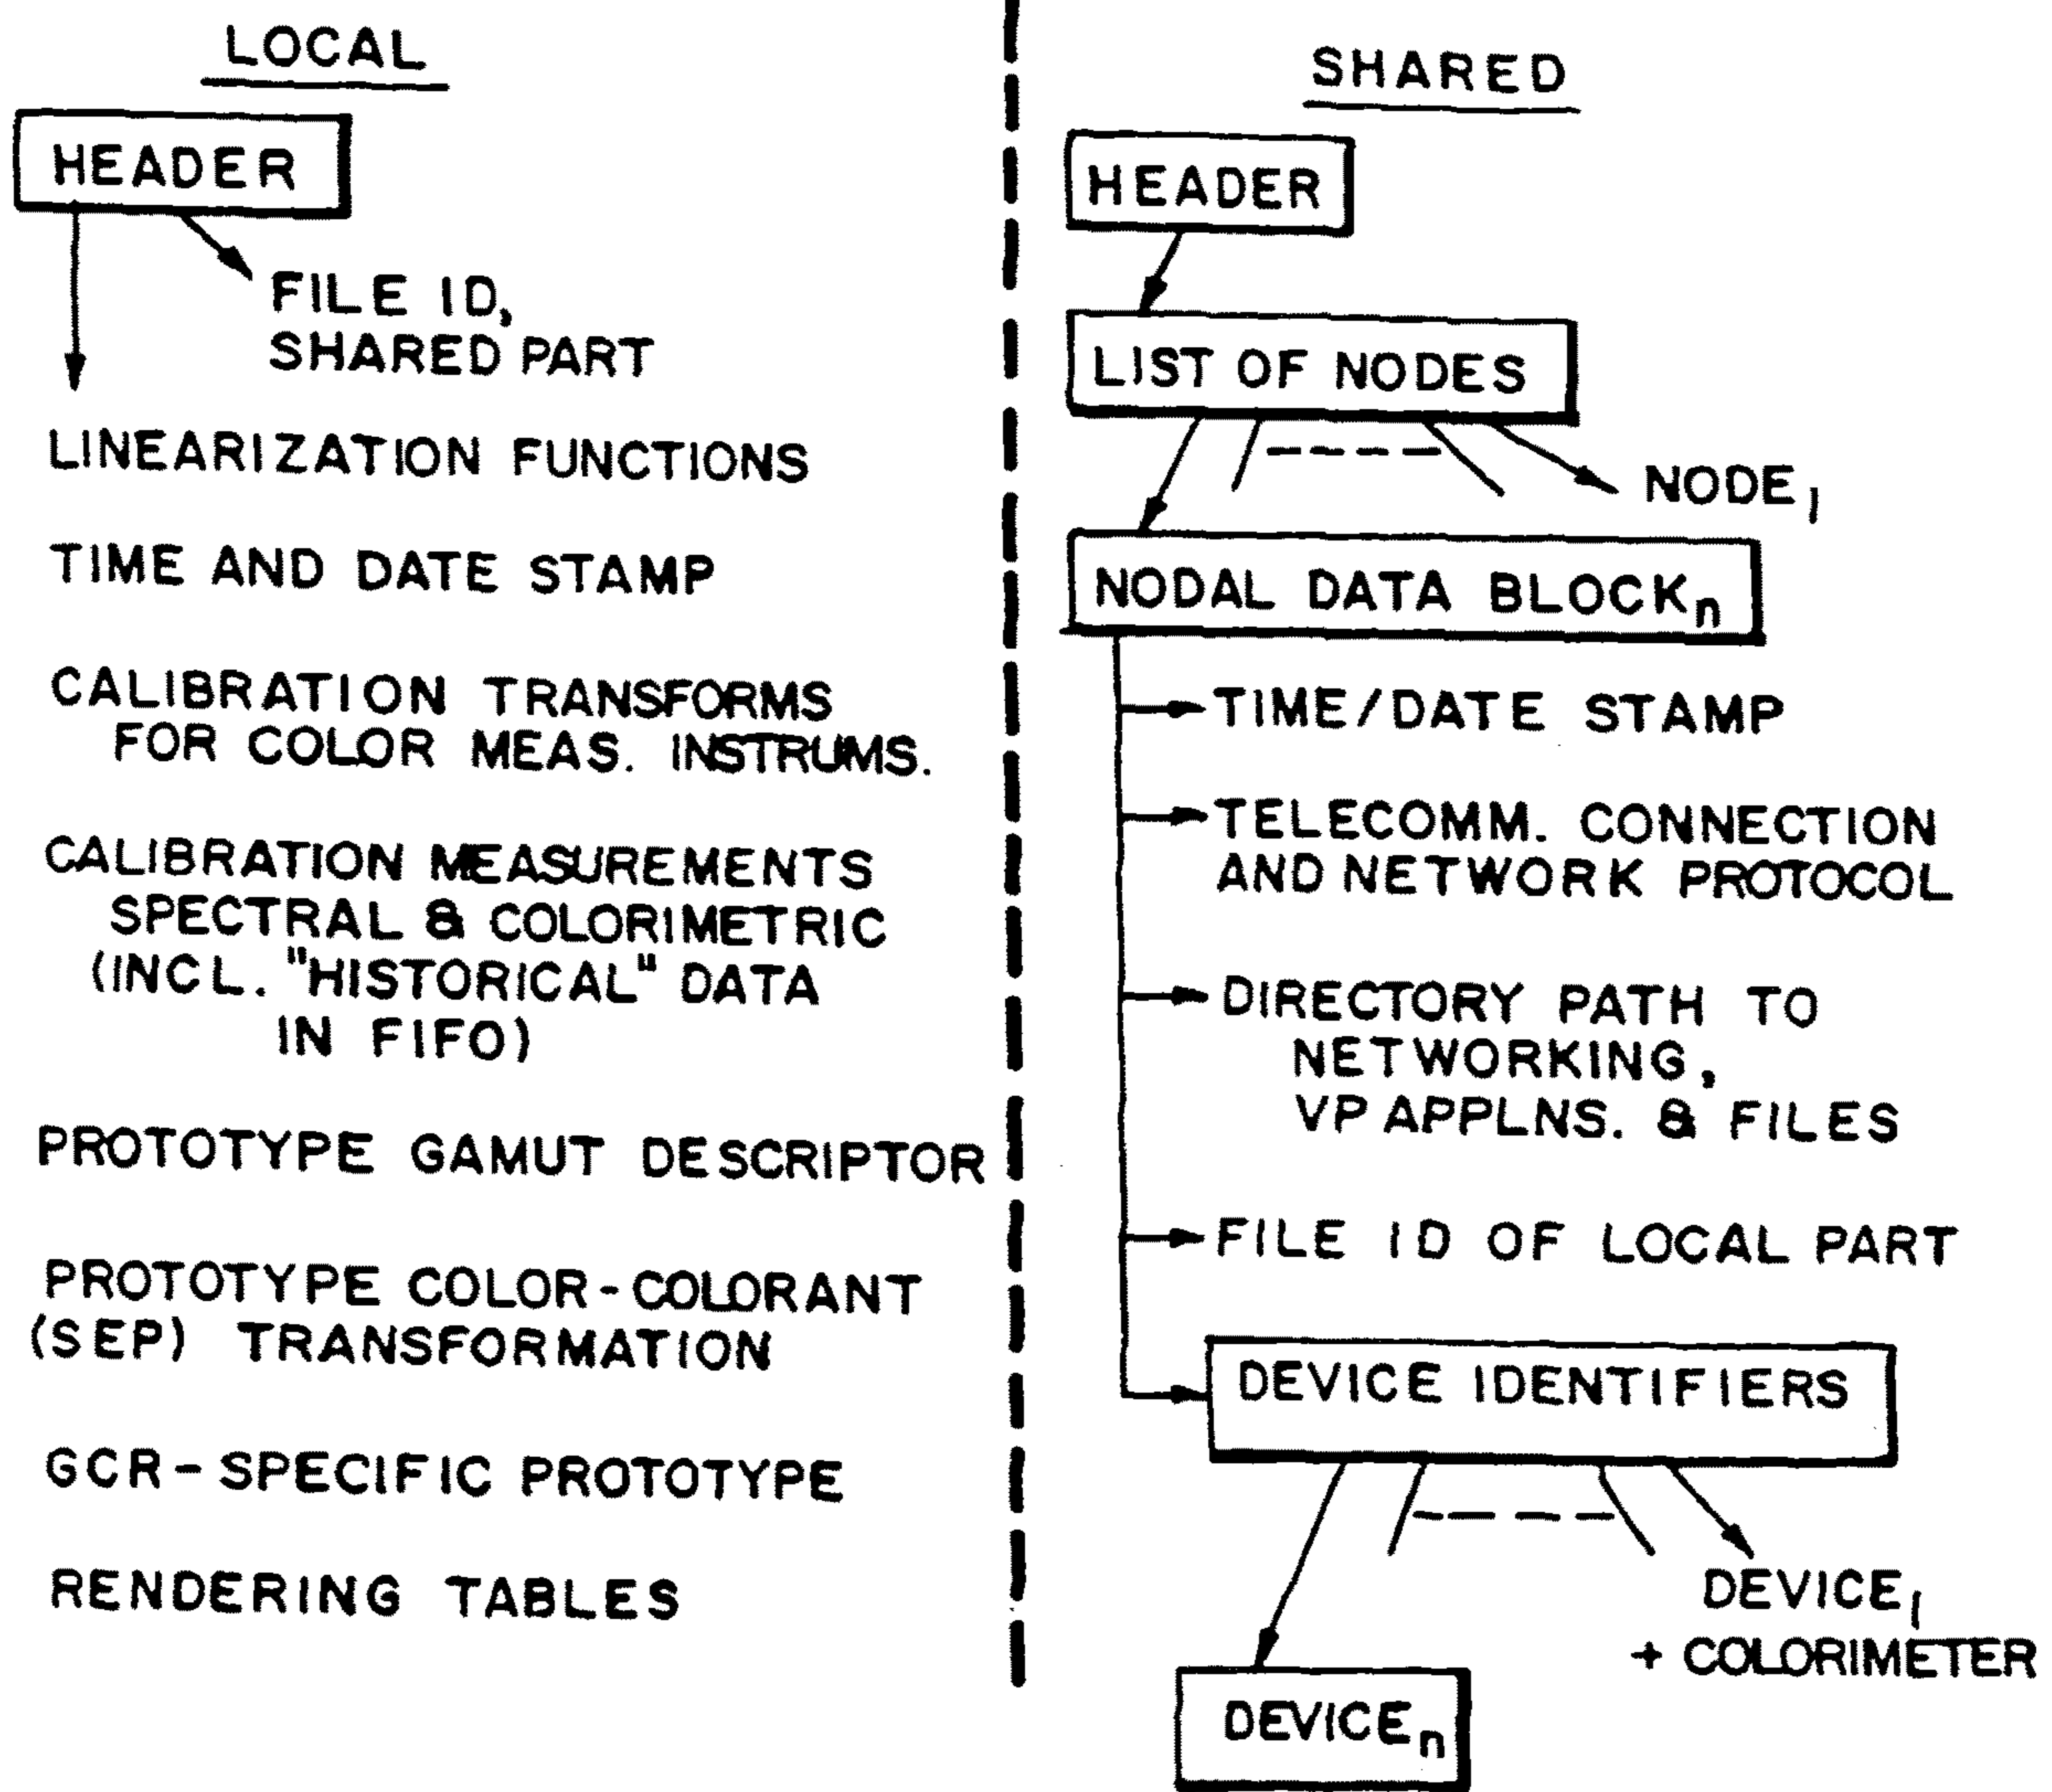 LOCAL
HEADER
FILE ID,
SHARED PART
LINEARIZATION FUNCTIONS
TIME AND DATE STAMP
CALIBRATION TRANSFORMS
FOR COLOR MEAS. INSTRUMS.
CALIBRATION MEASUREMENTS
SPECTRAL & COLORIMETRIC
(INCL. "HISTORICAL" DATA
IN FIFO)
PROTOTYPE GAMUT DESCRIPTOR
PROTOTYPE COLOR-COLORANT
(SEP) TRANSFORMATION
GCR-SPECIFIC PROTOTYPE
RENDERING TABLES
SHARED
HEADER
LIST OF NODES
NODE₁
NODAL DATA BLOCKₙ
TIME/DATE STAMP
TELECOMM. CONNECTION
AND NETWORK PROTOCOL
DIRECTORY PATH TO
NETWORKING,
VP APPLNS. & FILES
FILE ID OF LOCAL PART
DEVICE IDENTIFIERS
DEVICE₁
+ COLORIMETER
DEVICEₙ